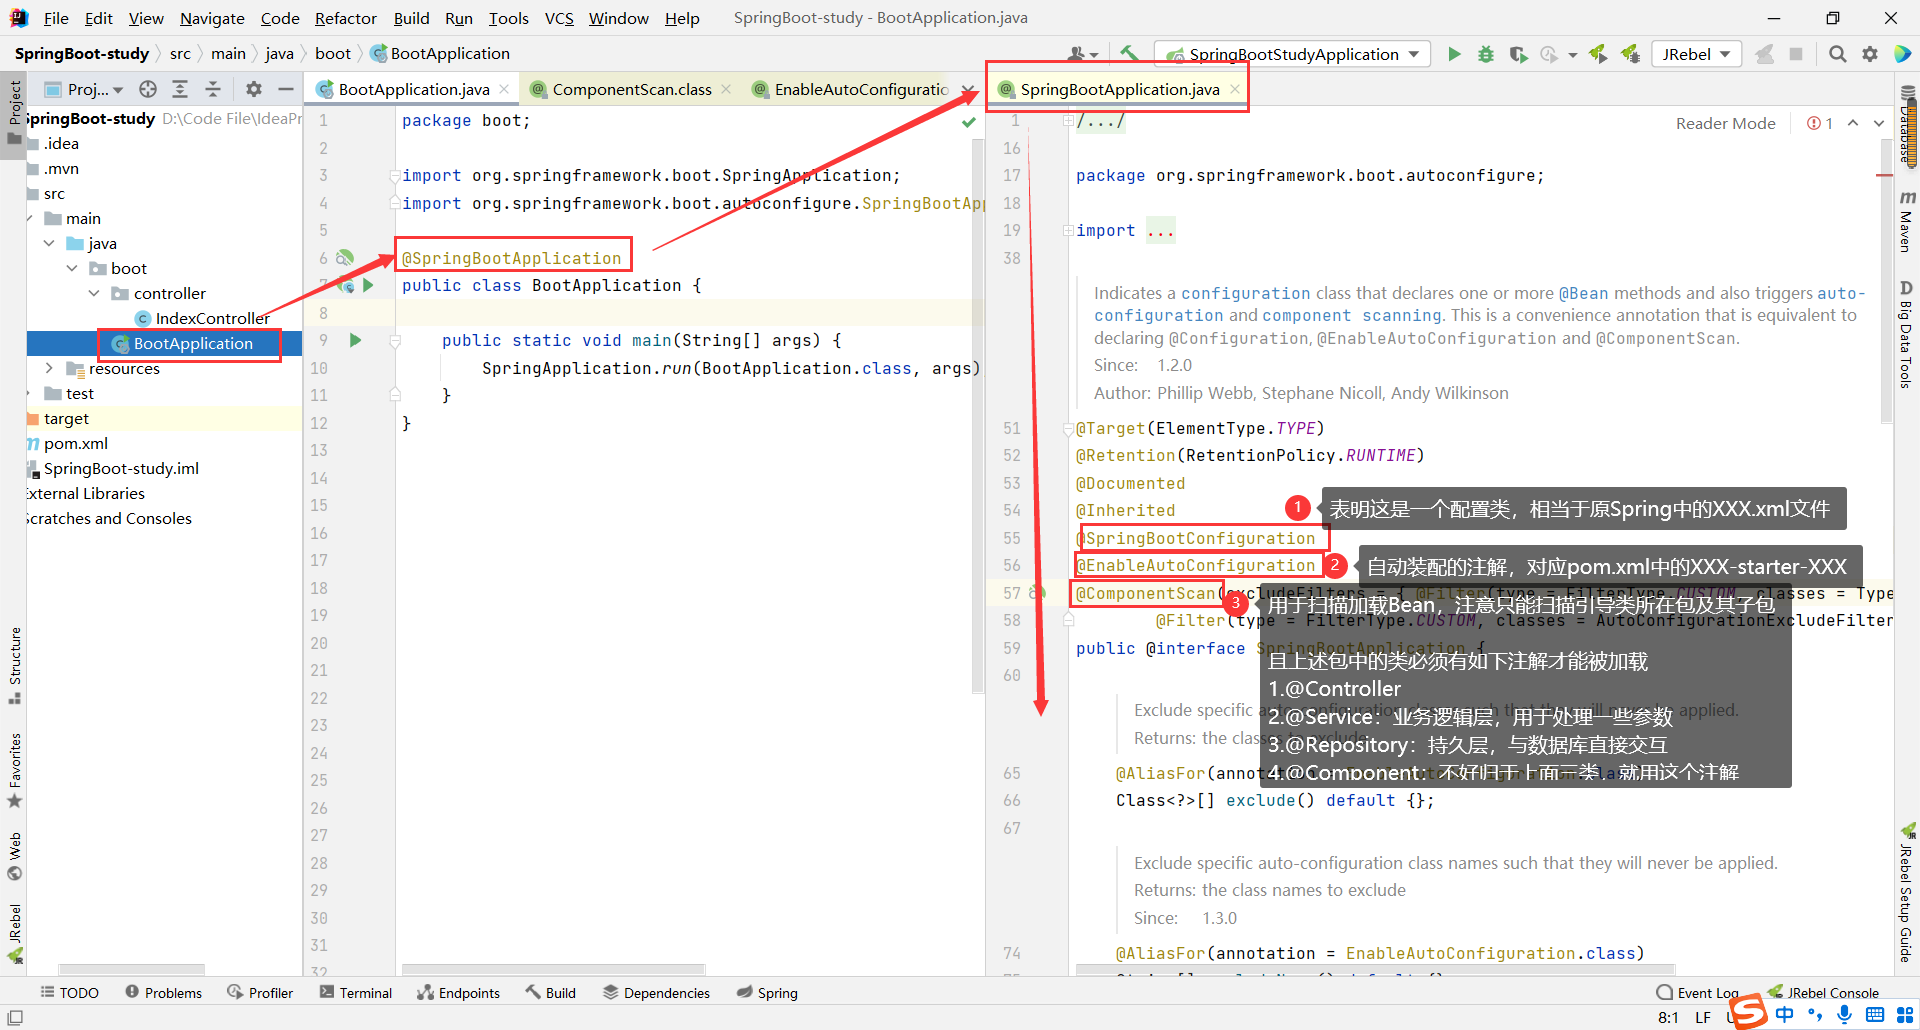 File Edit View Navigate Code Refactor Build Run Tools VCS Window Help SpringBoot-study - BootApplication.java
SpringBoot-study src main java boot BootApplication SpringBootStudyApplication JRebel
Proj... BootApplication.java ComponentScan.class EnableAutoConfiguratio SpringBootApplication.java
Project
SpringBoot-study D:\Code File\IdeaPr
.idea
.mvn
src
main
java
boot
controller
IndexController
BootApplication
resources
test
target
pom.xml
SpringBoot-study.iml
External Libraries
Scratches and Consoles
Structure
Favorites
Web
JRebel
1 package boot;
2
3 import org.springframework.boot.SpringApplication;
4 import org.springframework.boot.autoconfigure.SpringBootApp
5
6 @SpringBootApplication
7 public class BootApplication {
8
9 public static void main(String[] args) {
10 SpringApplication.run(BootApplication.class, args)
11 }
12 }
13
14
15
16
17
18
19
20
21
22
23
24
25
26
27
28
29
30
31
32
Reader Mode 1
1 /.../
16
17 package org.springframework.boot.autoconfigure;
18
19 import ...
38
Indicates a configuration class that declares one or more @Bean methods and also triggers auto-
configuration and component scanning. This is a convenience annotation that is equivalent to
declaring @Configuration, @EnableAutoConfiguration and @ComponentScan.
Since: 1.2.0
Author: Phillip Webb, Stephane Nicoll, Andy Wilkinson
51 @Target(ElementType.TYPE)
52 @Retention(RetentionPolicy.RUNTIME)
53 @Documented
54 @Inherited
1 表明这是一个配置类，相当于原Spring中的XXX.xml文件
55 @SpringBootConfiguration
56 @EnableAutoConfiguration
2 自动装配的注解，对应pom.xml中的XXX-starter-XXX
57 @ComponentScan(excludeFilters = { @Filter(type = FilterType.CUSTOM, classes = Type
3 用于扫描加载Bean，注意只能扫描引导类所在包及其子包
58 @Filter(type = FilterType.CUSTOM, classes = AutoConfigurationExcludeFilter
59 public @interface SpringBootApplication {
且上述包中的类必须有如下注解才能被加载
60
1.@Controller
Exclude specific auto-configuration classes such that they will never be applied.
2.@Service：业务逻辑层，用于处理一些参数
Returns: the classes to exclude
3.@Repository：持久层，与数据库直接交互
65 @AliasFor(annotation
4.@Component：不好归于上面三类，就用这个注解
66 Class<?>[] exclude() default {};
67
Exclude specific auto-configuration class names such that they will never be applied.
Returns: the class names to exclude
Since: 1.3.0
74 @AliasFor(annotation = EnableAutoConfiguration.class)
Database
Maven
Big Data Tools
JRebel Setup Guide
TODO Problems Profiler Terminal Endpoints Build Dependencies Spring Event Log JRebel Console
8:1 LF
中